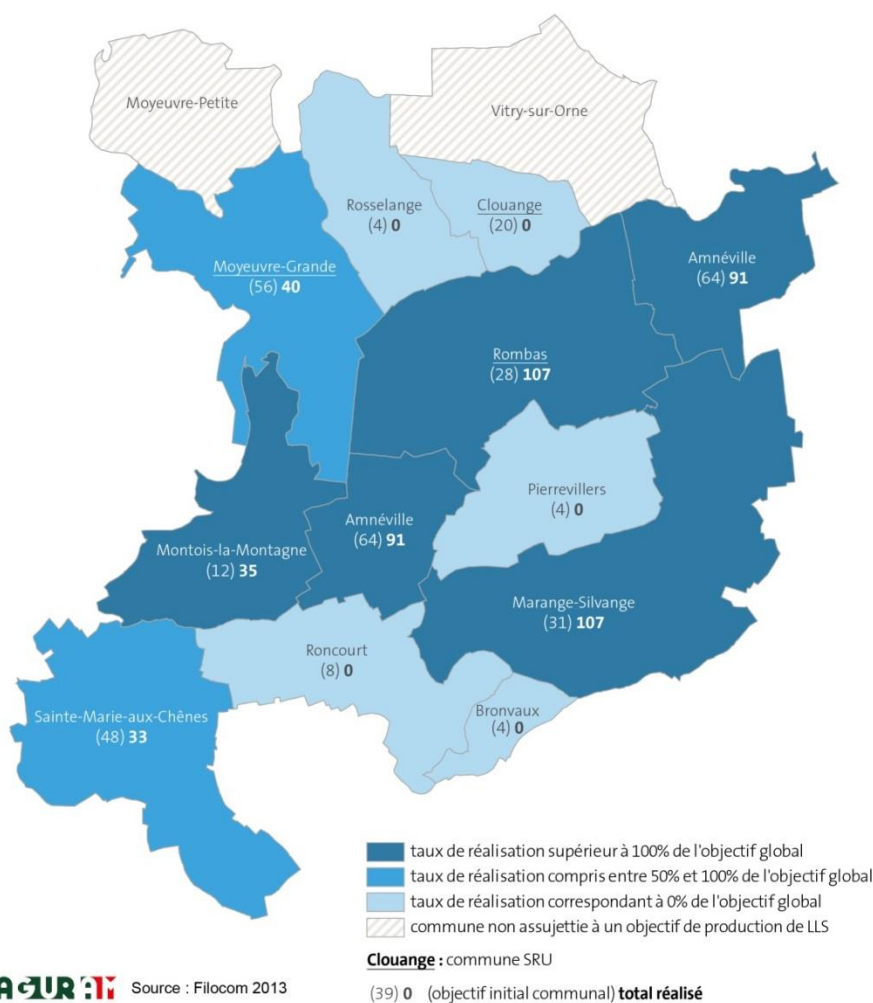 Moyeuvre-Petite
Vitry-sur-Orne
Rosselange
(4) 0
Clouange
(20) 0
Amnéville
(64) 91
Moyeuvre-Grande
(56) 40
Rombas
(28) 107
Pierrevillers
(4) 0
Amnéville
(64) 91
Montois-la-Montagne
(12) 35
Marange-Silvange
(31) 107
Roncourt
(8) 0
Bronvaux
(4) 0
Sainte-Marie-aux-Chênes
(48) 33
taux de réalisation supérieur à 100% de l'objectif global
taux de réalisation compris entre 50% et 100% de l'objectif global
taux de réalisation correspondant à 0% de l'objectif global
commune non assujettie à un objectif de production de LLS
Clouange : commune SRU
(39) 0 (objectif initial communal) total réalisé
AGURAM Source : Filocom 2013